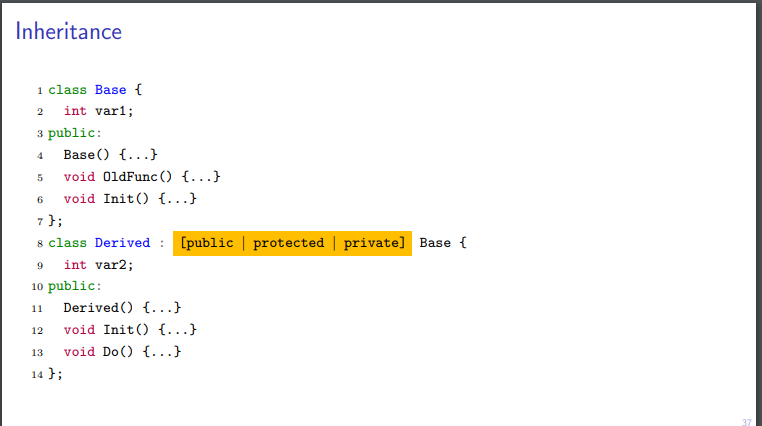 Inheritance
1 class Base {
2 int var1;
3 public:
4 Base() {...}
5 void OldFunc() {...}
6 void Init() {...}
7 };
8 class Derived : [public | protected | private] Base {
9 int var2;
10 public:
11 Derived() {...}
12 void Init() {...}
13 void Do() {...}
14 };
37